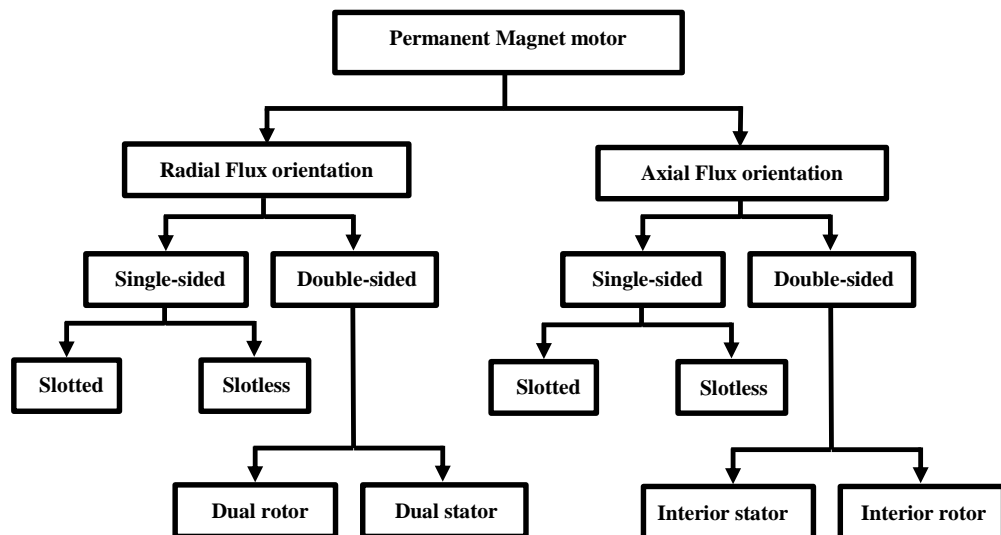 Permanent Magnet motor
Radial Flux orientation
Axial Flux orientation
Single-sided
Double-sided
Single-sided
Double-sided
Slotted
Slotless
Slotted
Slotless
Dual rotor
Dual stator
Interior stator
Interior rotor